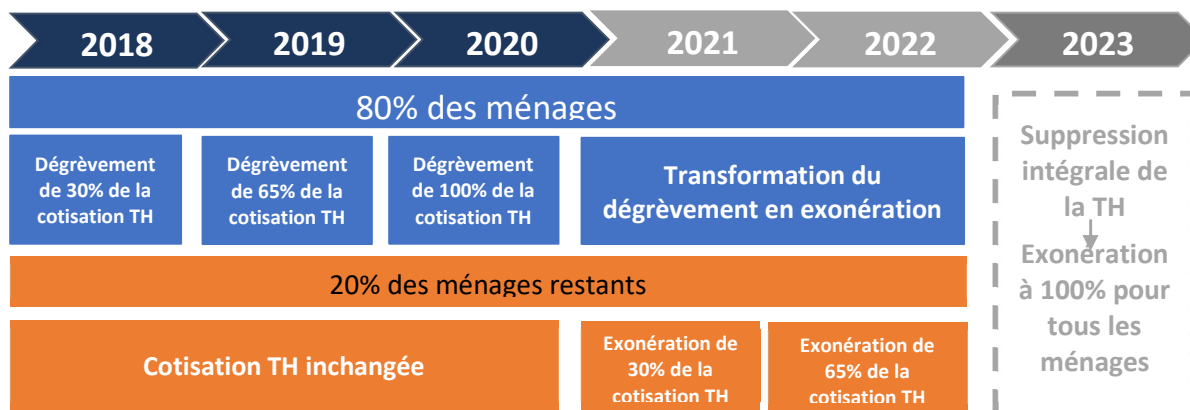 2018 2019 2020 2021 2022 2023
80% des ménages
Dégrèvement
de 30% de la
cotisation TH
Dégrèvement
de 65% de la
cotisation TH
Dégrèvement
de 100% de la
cotisation TH
Transformation du
dégrèvement en exonération
20% des ménages restants
Cotisation TH inchangée
Exonération de
30% de la
cotisation TH
Exonération de
65% de la
cotisation TH
Suppression
intégrale de
la TH
Exonération
à 100% pour
tous les
ménages